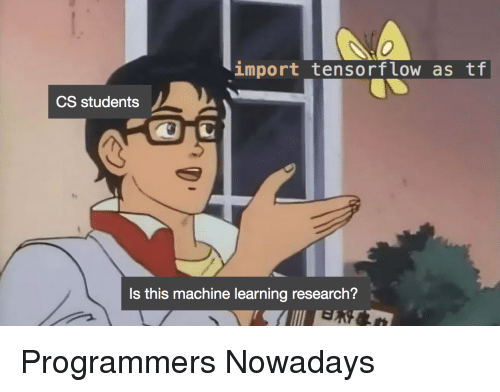 import tensorflow as tf
CS students
Is this machine learning research?
Programmers Nowadays